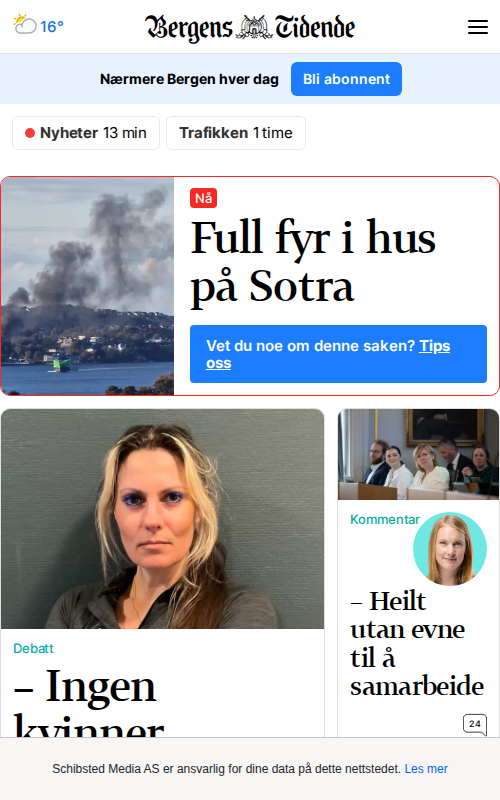 16°
Bergens Tidende
Nærmere Bergen hver dag
Bli abonnent
Nyheter 13 min
Trafikken 1 time
Nå
Full fyr i hus
på Sotra
Vet du noe om denne saken? Tips
oss
Debatt
– Ingen
kvinner
Kommentar
– Heilt
utan evne
til å
samarbeide
24
Schibsted Media AS er ansvarlig for dine data på dette nettstedet. Les mer